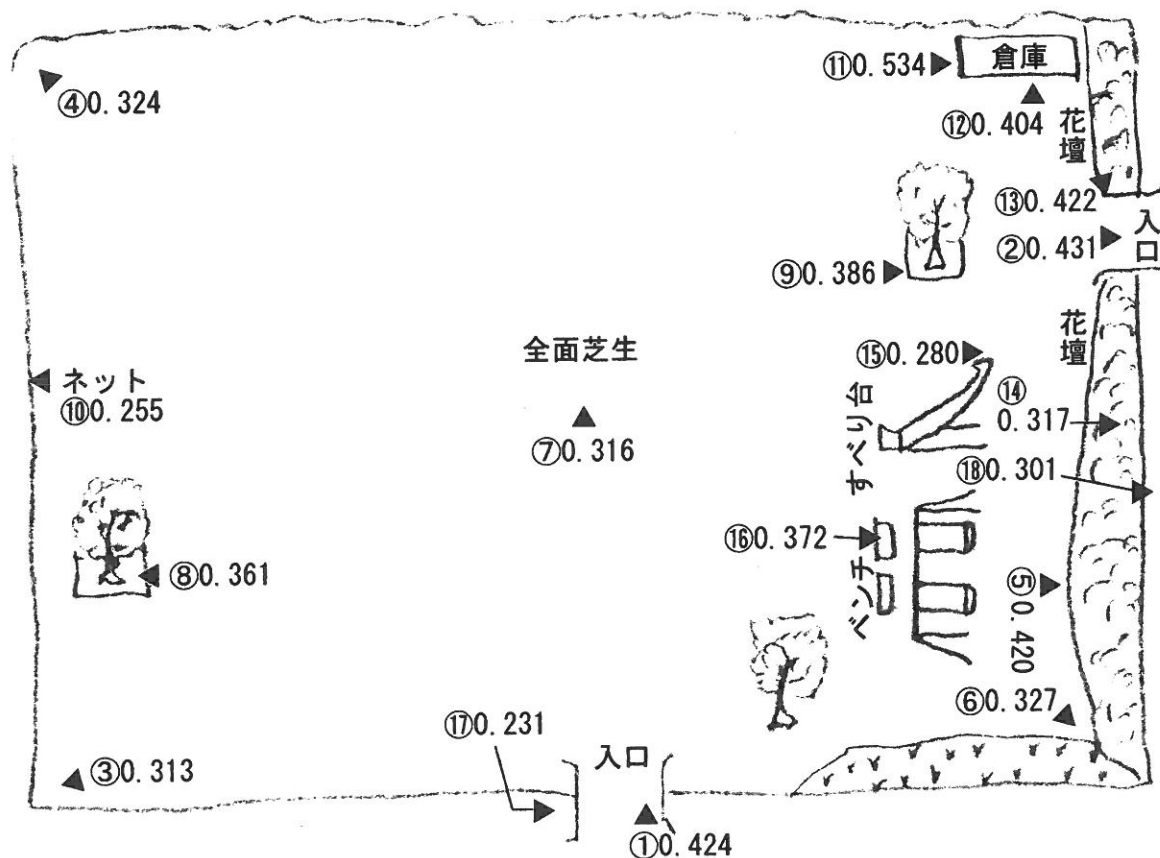 ⑪0.534
倉庫
④0.324
⑫0.404
花壇
⑬0.422
②0.431
入口
⑨0.386
花壇
全面芝生
⑮0.280
ネット
⑩0.255
すべり台
⑭
0.317
⑦0.316
⑱0.301
⑯0.372
⑧0.361
ベンチ
⑤0.420
⑥0.327
⑰0.231
入口
③0.313
①0.424